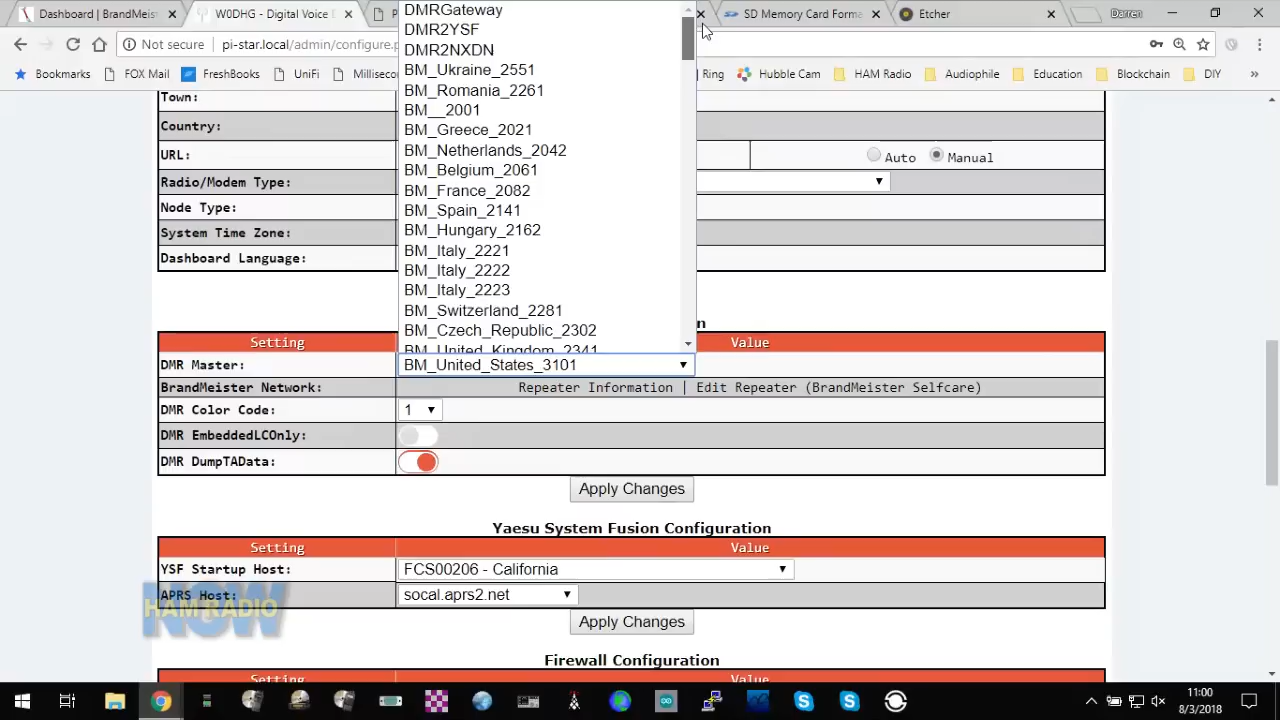 Dashboard | BrandMeist
W0DHG - Digital Voice D
P
SD Memory Card Forma
Etcher
Darren
Not secure
pi-star.local/admin/configure.p
Bookmarks
FOX Mail
FreshBooks
UniFi
Millisec
Ring
Hubble Cam
HAM Radio
Agency
Education
Blockchain
DIY
»
DMRGateway
DMR2YSF
DMR2NXDN
BM_Ukraine_2551
BM_Romania_2261
BM__2001
BM_Greece_2021
BM_Netherlands_2042
BM_Belgium_2061
BM_France_2082
BM_Spain_2141
BM_Hungary_2162
BM_Italy_2221
BM_Italy_2222
BM_Italy_2223
BM_Switzerland_2281
BM_Czech_Republic_2302
BM_United_Kingdom_2341
Town:
Country:
URL:
Auto
Manual
Radio/Modem Type:
Node Type:
System Time Zone:
Dashboard Language:
n
Setting
Value
DMR Master:
BM_United_States_3101
BrandMeister Network:
Repeater Information | Edit Repeater (BrandMeister Selfcare)
DMR Color Code:
1
DMR EmbeddedLCOnly:
DMR DumpTAData:
Apply Changes
Yaesu System Fusion Configuration
Setting
Value
YSF Startup Host:
FCS00206 - California
APRS Host:
socal.aprs2.net
Apply Changes
Firewall Configuration
Setting
Value
HAM RADIO
NOW
11:00
8/3/2018